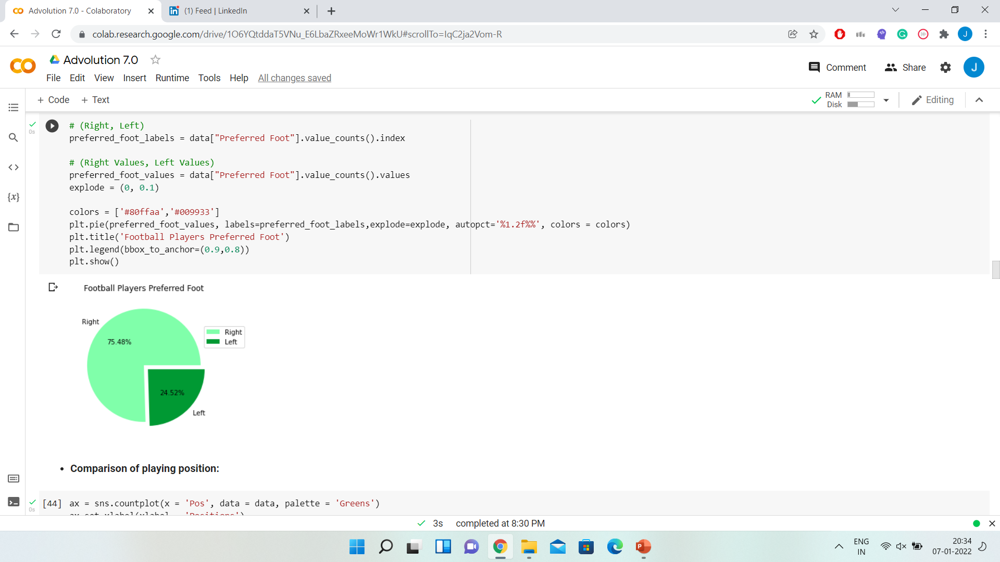 Advolution 7.0 - Colaboratory
(1) Feed | LinkedIn
colab.research.google.com/drive/1O6YQtddaT5VNu_E6LbaZRxeeMoWr1WkU#scrollTo=IqC2ja2Vom-R
J
Advolution 7.0
Comment
Share
J
File Edit View Insert Runtime Tools Help All changes saved
+ Code + Text
RAM
Disk
Editing
0s
# (Right, Left)
preferred_foot_labels = data["Preferred Foot"].value_counts().index
# (Right Values, Left Values)
preferred_foot_values = data["Preferred Foot"].value_counts().values
explode = (0, 0.1)
colors = ['#80ffaa','#009933']
plt.pie(preferred_foot_values, labels=preferred_foot_labels,explode=explode, autopct='%1.2f%%', colors = colors)
plt.title('Football Players Preferred Foot')
plt.legend(bbox_to_anchor=(0.9,0.8))
plt.show()
{x}
Football Players Preferred Foot
Right
75.48%
Right
Left
24.52%
Left
• Comparison of playing position:
0s
[44] ax = sns.countplot(x = 'Pos', data = data, palette = 'Greens')
ax.set_xlabel(xlabel = 'Positions')
3s completed at 8:30 PM
ENG
IN
20:34
07-01-2022